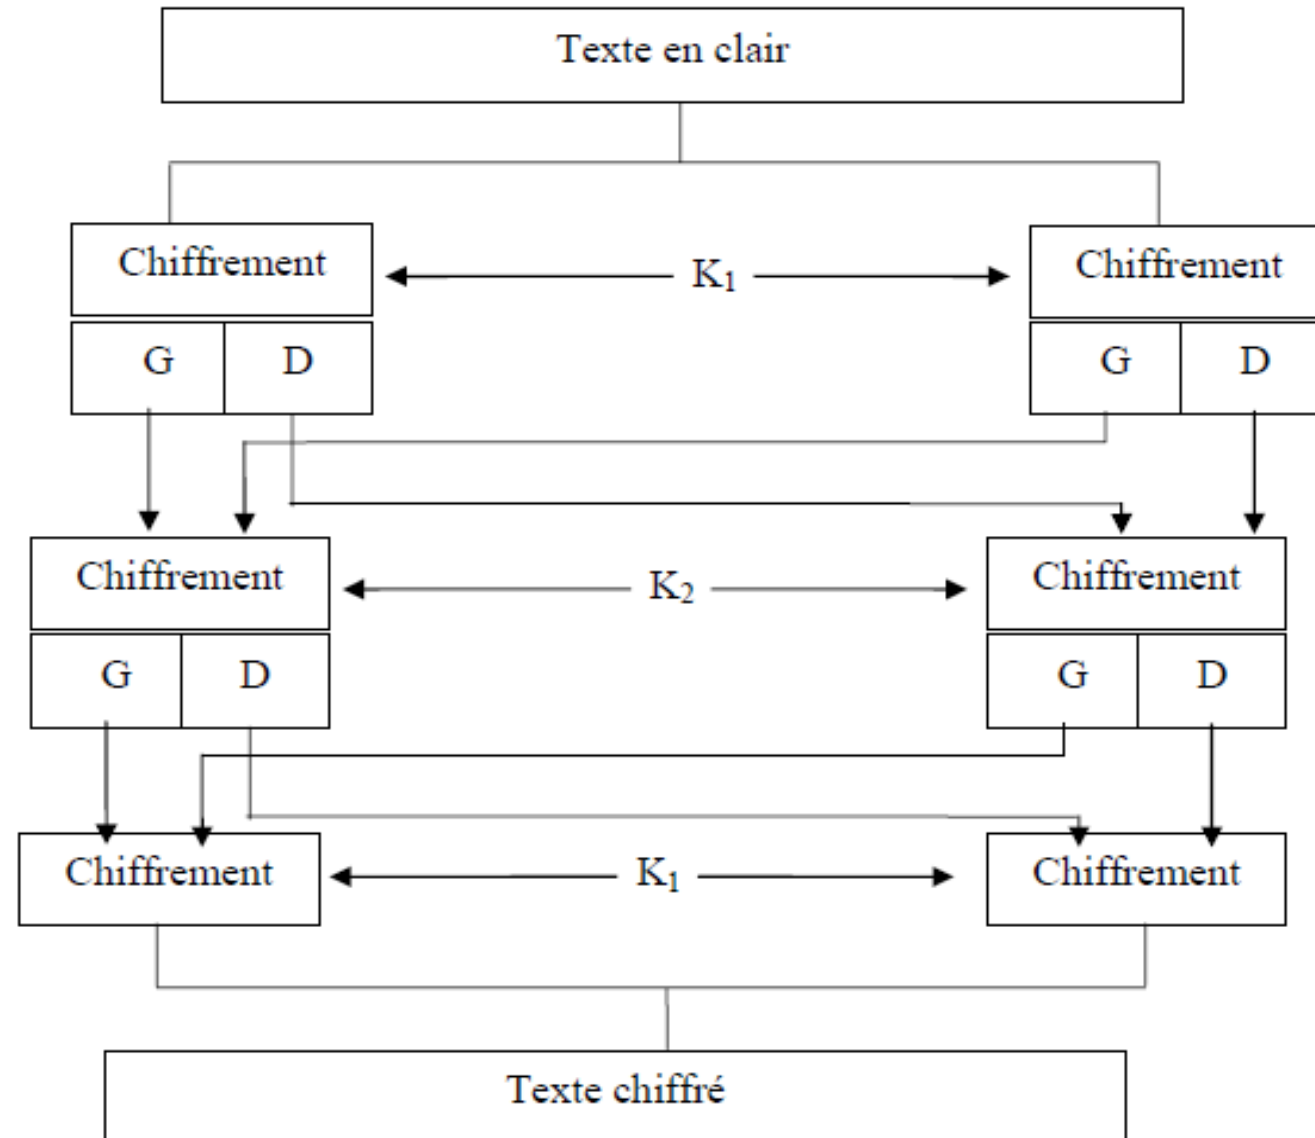 Texte en clair
Chiffrement K₁ Chiffrement
G D G D
Chiffrement K₂ Chiffrement
G D G D
Chiffrement K₁ Chiffrement
Texte chiffré